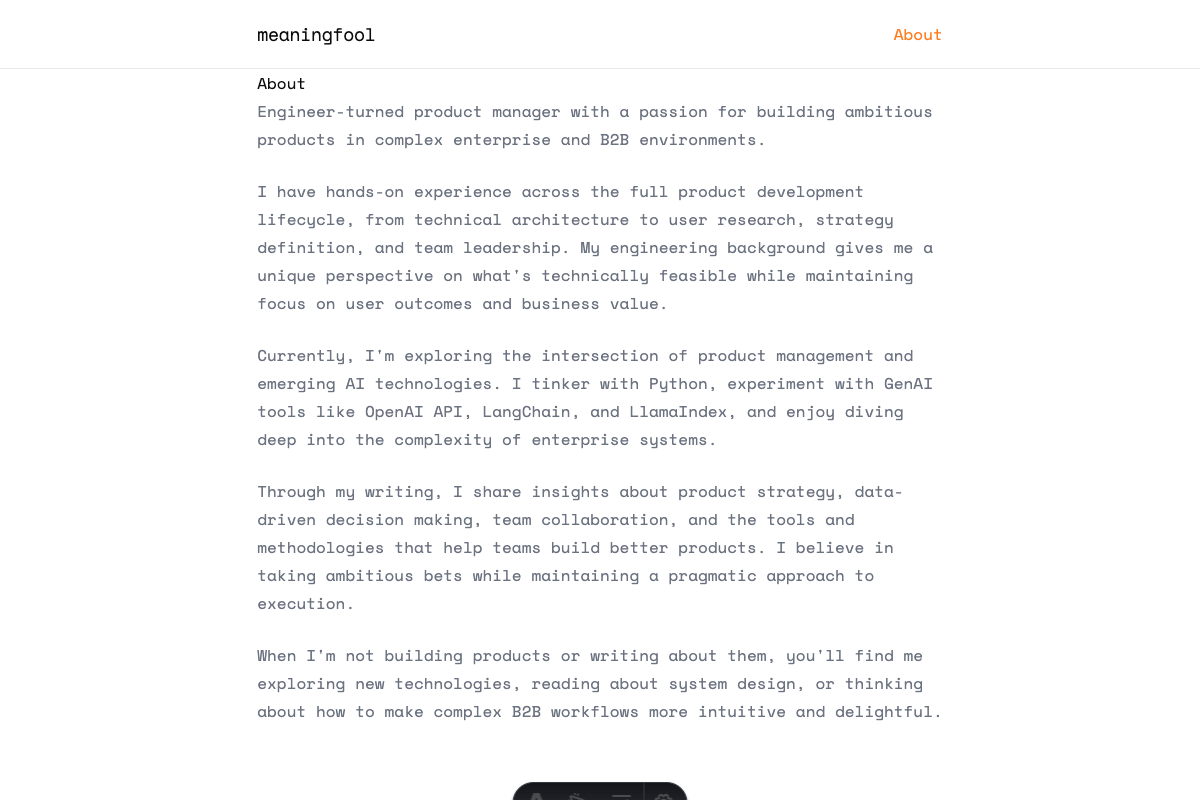 meaningfool
About
About
Engineer-turned product manager with a passion for building ambitious
products in complex enterprise and B2B environments.
I have hands-on experience across the full product development
lifecycle, from technical architecture to user research, strategy
definition, and team leadership. My engineering background gives me a
unique perspective on what's technically feasible while maintaining
focus on user outcomes and business value.
Currently, I'm exploring the intersection of product management and
emerging AI technologies. I tinker with Python, experiment with GenAI
tools like OpenAI API, LangChain, and LlamaIndex, and enjoy diving
deep into the complexity of enterprise systems.
Through my writing, I share insights about product strategy, data-
driven decision making, team collaboration, and the tools and
methodologies that help teams build better products. I believe in
taking ambitious bets while maintaining a pragmatic approach to
execution.
When I'm not building products or writing about them, you'll find me
exploring new technologies, reading about system design, or thinking
about how to make complex B2B workflows more intuitive and delightful.